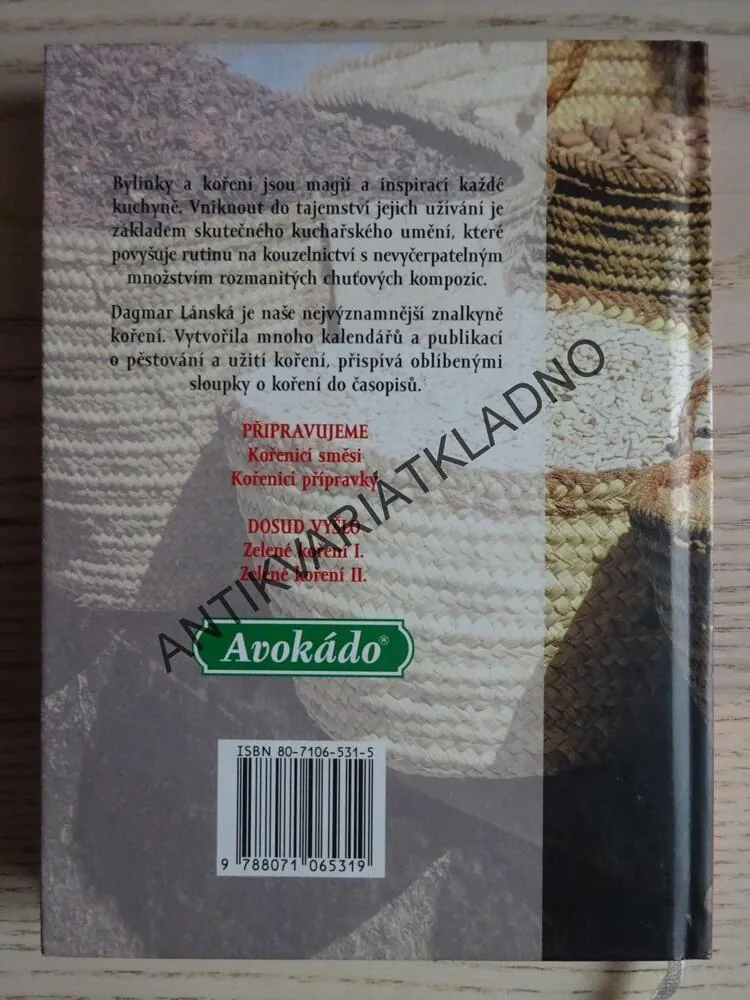 Bylinky a koření jsou magií a inspirací každé
kuchyně. Vniknout do tajemství jejich užívání je
základem skutečného kuchařského umění, které
povyšuje rutinu na kouzelnictví s nevyčerpatelným
množstvím rozmanitých chuťových kompozic.
Dagmar Lánská je naše nejvýznamnější znalkyně
koření. Vytvořila mnoho kalendářů a publikací
o pěstování a užití koření, přispívá oblíbenými
sloupky o koření do časopisů.
PŘIPRAVUJEME
Kořenicí směsi
Kořenicí přípravky
DOSUD VYŠLO
Zelené koření I.
Zelené koření II.
ANTIKVARIATKLADNO
Avokádo®
ISBN 80-7106-531-5
9 788071 065319